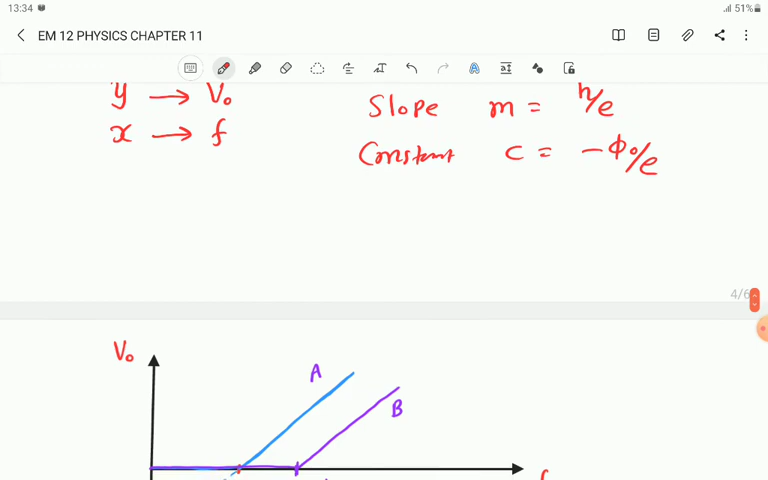 13:34 51%
EM 12 PHYSICS CHAPTER 11
y → V₀
x → f
Slope m = h/e
Constant c = -Φ₀/e
4/6
V₀
A
B